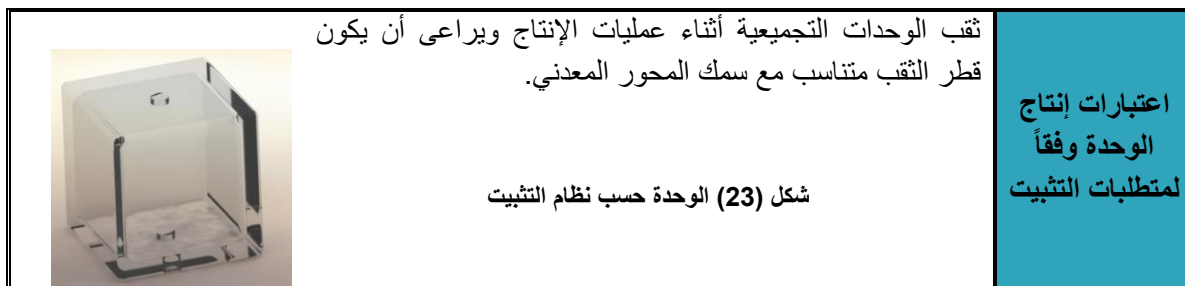 اعتبارات إنتاج
الوحدة وفقاً
لمتطلبات التثبيت
ثقب الوحدات التجميعية أثناء عمليات الإنتاج ويراعى أن يكون
قطر الثقب متناسب مع سمك المحور المعدني.
شكل (23) الوحدة حسب نظام التثبيت